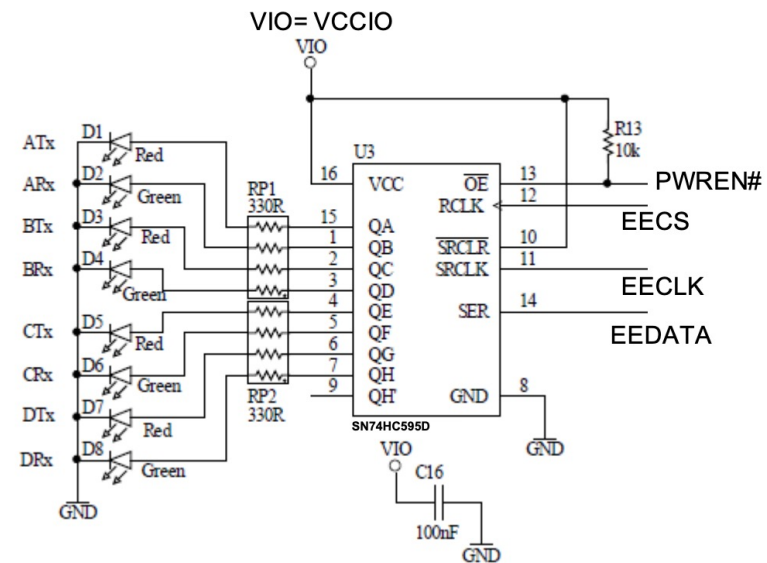 VIO= VCCIO
VIO
R13
10k
U3
16
VCC
OE
13
PWREN#
RCLK
12
EECS
SRCLR
10
SRCLK
11
EECLK
SER
14
EEDATA
GND
8
GND
QA
15
QB
1
QC
2
QD
3
QE
4
QF
5
QG
6
QH
7
QH'
9
SN74HC595D
RP1
330R
RP2
330R
ATx
D1
Red
ARx
D2
Green
BTx
D3
Red
BRx
D4
Green
CTx
D5
Red
CRx
D6
Green
DTx
D7
Red
DRx
D8
Green
GND
VIO
C16
100nF
GND